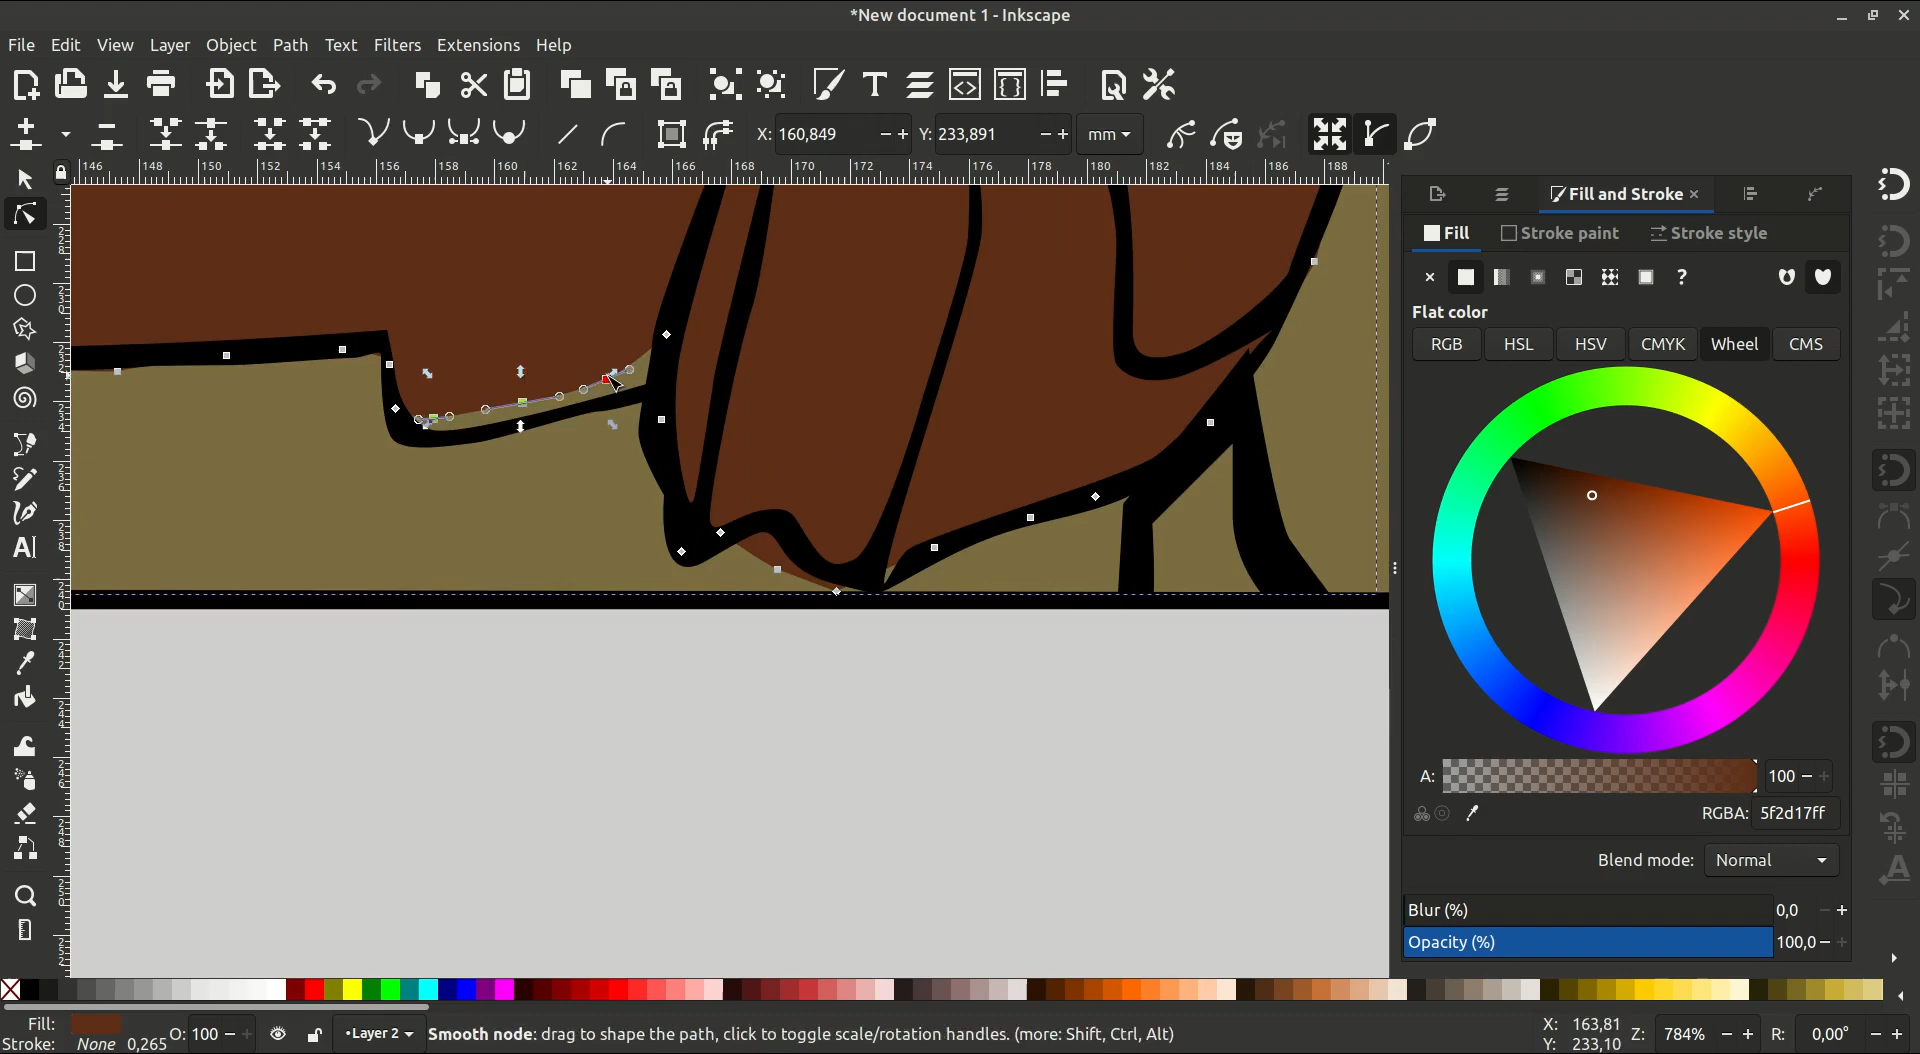 *New document 1 - Inkscape
File Edit View Layer Object Path Text Filters Extensions Help
X: 160,849 Y: 233,891 mm
146 148 150 152 154 156 158 160 162 164 166 168 170 172 174 176 178 180 182 184 186 188
Fill and Stroke
Fill Stroke paint Stroke style
Flat color
RGB HSL HSV CMYK Wheel CMS
A: 100
RGBA: 5f2d17ff
Blend mode: Normal
Blur (%) 0,0
Opacity (%) 100,0
Fill: O: 100 Layer 2 Smooth node: drag to shape the path, click to toggle scale/rotation handles. (more: Shift, Ctrl, Alt) X: 163,81 Z: 784% R: 0,00°
Stroke: None 0,265 Y: 233,10